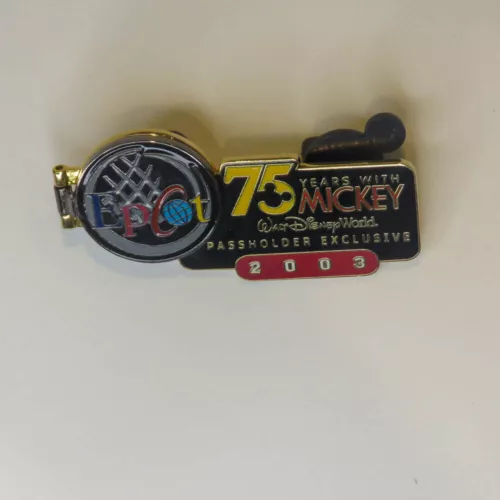 Epcot
75
YEARS WITH
MICKEY
Walt Disney World
PASSHOLDER EXCLUSIVE
2003